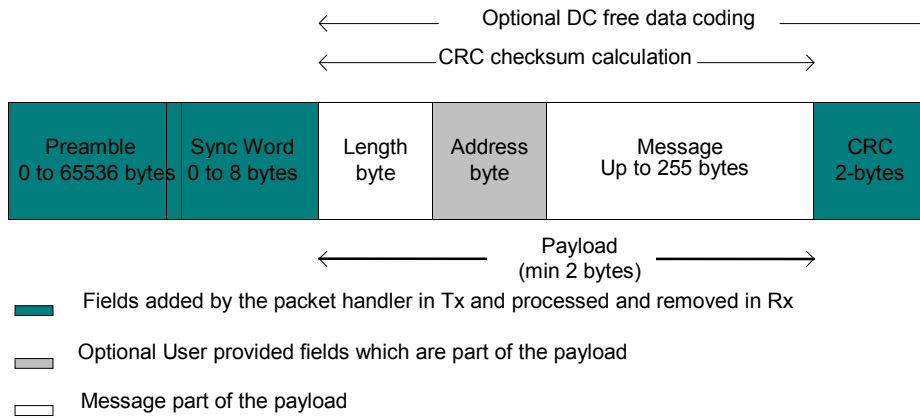 Optional DC free data coding
CRC checksum calculation
Preamble
0 to 65536 bytes
Sync Word
0 to 8 bytes
Length
byte
Address
byte
Message
Up to 255 bytes
CRC
2-bytes
Payload
(min 2 bytes)
Fields added by the packet handler in Tx and processed and removed in Rx
Optional User provided fields which are part of the payload
Message part of the payload